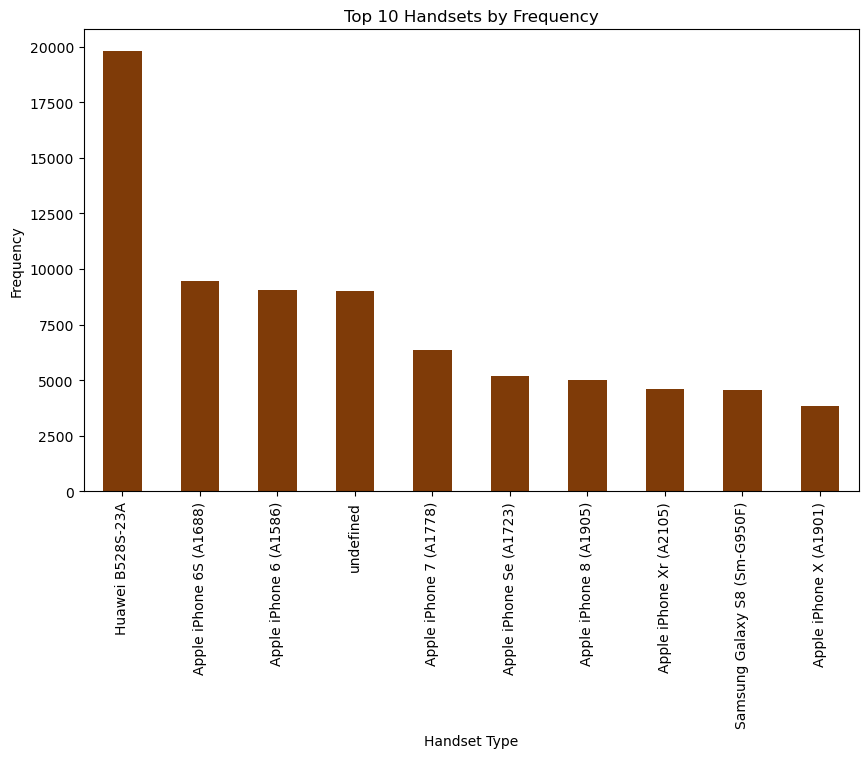 Top 10 Handsets by Frequency
Frequency
20000
17500
15000
12500
10000
7500
5000
2500
0
Huawei B528S-23A
Apple iPhone 6S (A1688)
Apple iPhone 6 (A1586)
undefined
Apple iPhone 7 (A1778)
Apple iPhone Se (A1723)
Apple iPhone 8 (A1905)
Apple iPhone Xr (A2105)
Samsung Galaxy S8 (Sm-G950F)
Apple iPhone X (A1901)
Handset Type